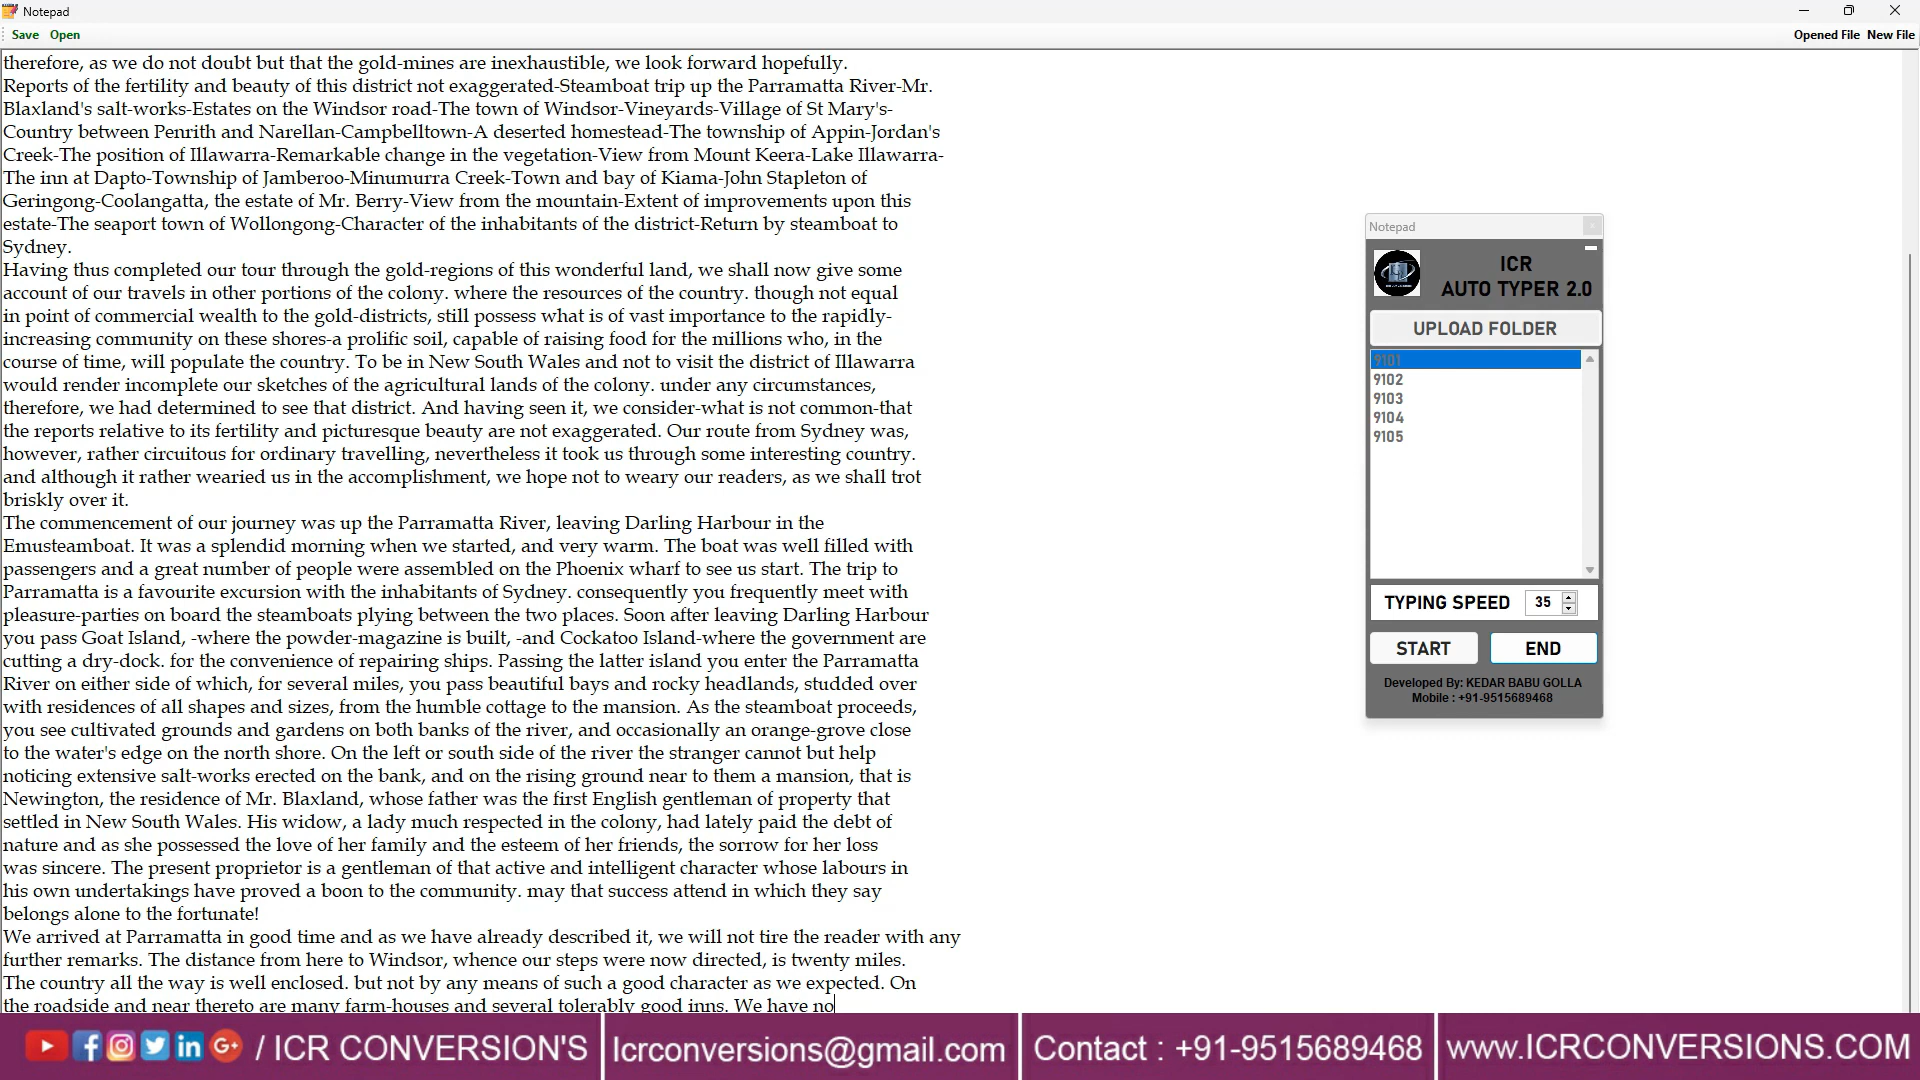 Notepad
Save Open
Opened File New File
therefore, as we do not doubt but that the gold-mines are inexhaustible, we look forward hopefully.
Reports of the fertility and beauty of this district not exaggerated-Steamboat trip up the Parramatta River-Mr.
Blaxland's salt-works-Estates on the Windsor road-The town of Windsor-Vineyards-Village of St Mary's-
Country between Penrith and Narellan-Campbelltown-A deserted homestead-The township of Appin-Jordan's
Creek-The position of Illawarra-Remarkable change in the vegetation-View from Mount Keera-Lake Illawarra-
The inn at Dapto-Township of Jamberoo-Minumurra Creek-Town and bay of Kiama-John Stapleton of
Geringong-Coolangatta, the estate of Mr. Berry-View from the mountain-Extent of improvements upon this
estate-The seaport town of Wollongong-Character of the inhabitants of the district-Return by steamboat to
Sydney.
Having thus completed our tour through the gold-regions of this wonderful land, we shall now give some
account of our travels in other portions of the colony. where the resources of the country. though not equal
in point of commercial wealth to the gold-districts, still possess what is of vast importance to the rapidly-
increasing community on these shores-a prolific soil, capable of raising food for the millions who, in the
course of time, will populate the country. To be in New South Wales and not to visit the district of Illawarra
would render incomplete our sketches of the agricultural lands of the colony. under any circumstances,
therefore, we had determined to see that district. And having seen it, we consider-what is not common-that
the reports relative to its fertility and picturesque beauty are not exaggerated. Our route from Sydney was,
however, rather circuitous for ordinary travelling, nevertheless it took us through some interesting country.
and although it rather wearied us in the accomplishment, we hope not to weary our readers, as we shall trot
briskly over it.
The commencement of our journey was up the Parramatta River, leaving Darling Harbour in the
Emusteamboat. It was a splendid morning when we started, and very warm. The boat was well filled with
passengers and a great number of people were assembled on the Phoenix wharf to see us start. The trip to
Parramatta is a favourite excursion with the inhabitants of Sydney. consequently you frequently meet with
pleasure-parties on board the steamboats plying between the two places. Soon after leaving Darling Harbour
you pass Goat Island, -where the powder-magazine is built, -and Cockatoo Island-where the government are
cutting a dry-dock. for the convenience of repairing ships. Passing the latter island you enter the Parramatta
River on either side of which, for several miles, you pass beautiful bays and rocky headlands, studded over
with residences of all shapes and sizes, from the humble cottage to the mansion. As the steamboat proceeds,
you see cultivated grounds and gardens on both banks of the river, and occasionally an orange-grove close
to the water's edge on the north shore. On the left or south side of the river the stranger cannot but help
noticing extensive salt-works erected on the bank, and on the rising ground near to them a mansion, that is
Newington, the residence of Mr. Blaxland, whose father was the first English gentleman of property that
settled in New South Wales. His widow, a lady much respected in the colony, had lately paid the debt of
nature and as she possessed the love of her family and the esteem of her friends, the sorrow for her loss
was sincere. The present proprietor is a gentleman of that active and intelligent character whose labours in
his own undertakings have proved a boon to the community. may that success attend in which they say
belongs alone to the fortunate!
We arrived at Parramatta in good time and as we have already described it, we will not tire the reader with any
further remarks. The distance from here to Windsor, whence our steps were now directed, is twenty miles.
The country all the way is well enclosed. but not by any means of such a good character as we expected. On
the roadside and near thereto are many farm-houses and several tolerably good inns. We have no
Notepad
ICR
AUTO TYPER 2.0
UPLOAD FOLDER
9101
9102
9103
9104
9105
TYPING SPEED 35
START END
Developed By: KEDAR BABU GOLLA
Mobile : +91-9515689468
/ ICR CONVERSION'S
Icrconversions@gmail.com
Contact : +91-9515689468
www.ICRCONVERSIONS.COM